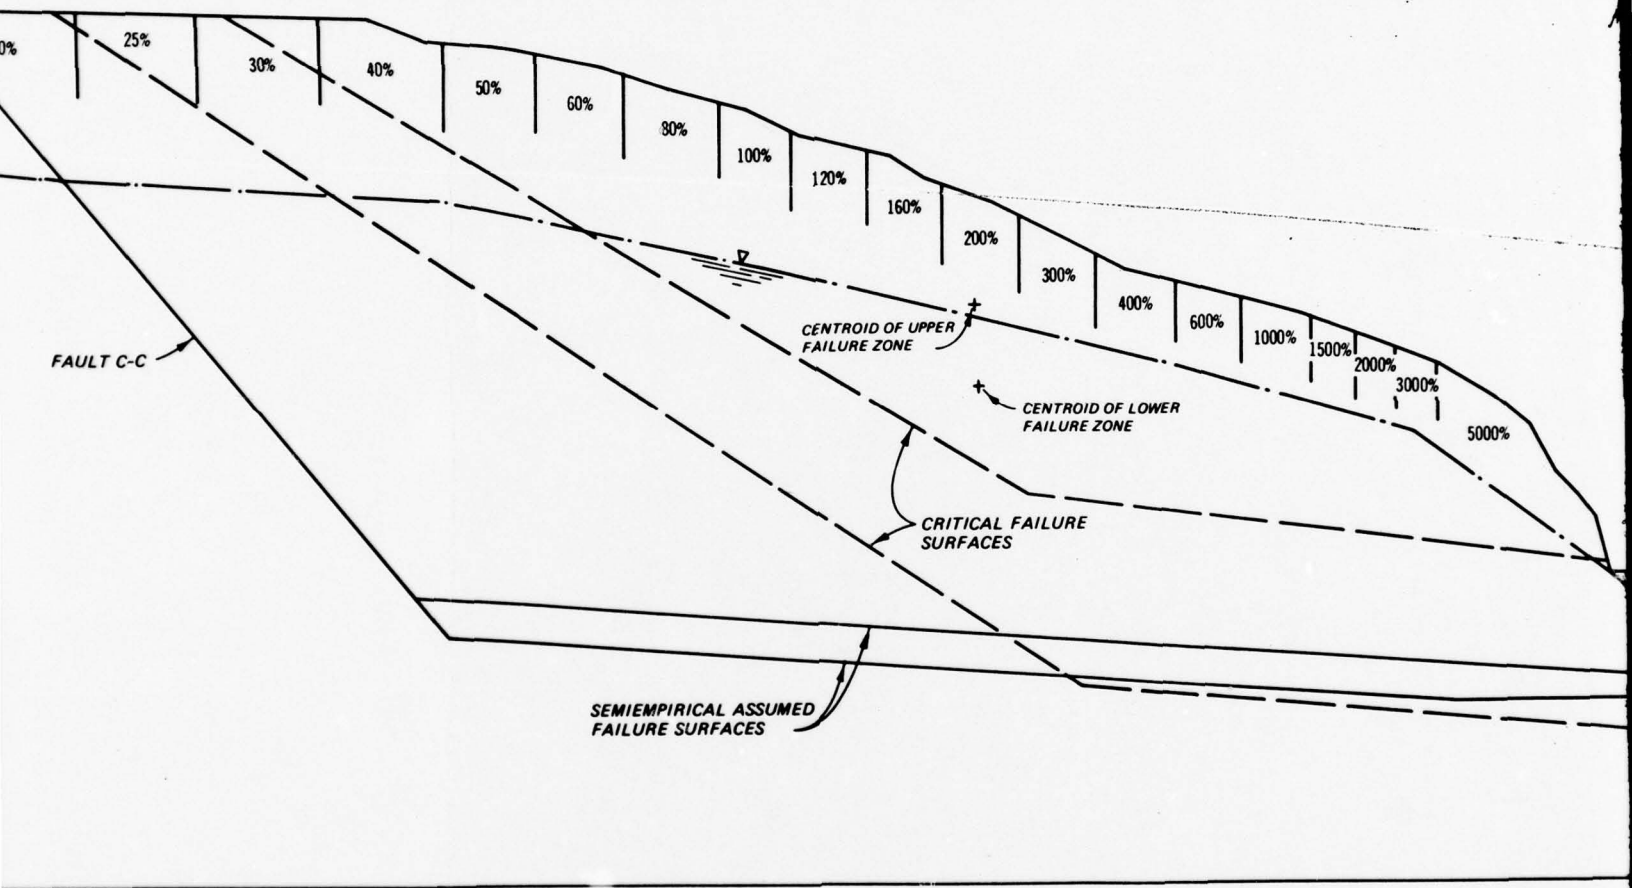 0%
25%
30%
40%
50%
60%
80%
100%
120%
160%
200%
300%
400%
600%
1000%
1500%
2000%
3000%
5000%
CENTROID OF UPPER
FAILURE ZONE
FAULT C-C
CENTROID OF LOWER
FAILURE ZONE
CRITICAL FAILURE
SURFACES
SEMIEMPIRICAL ASSUMED
FAILURE SURFACES